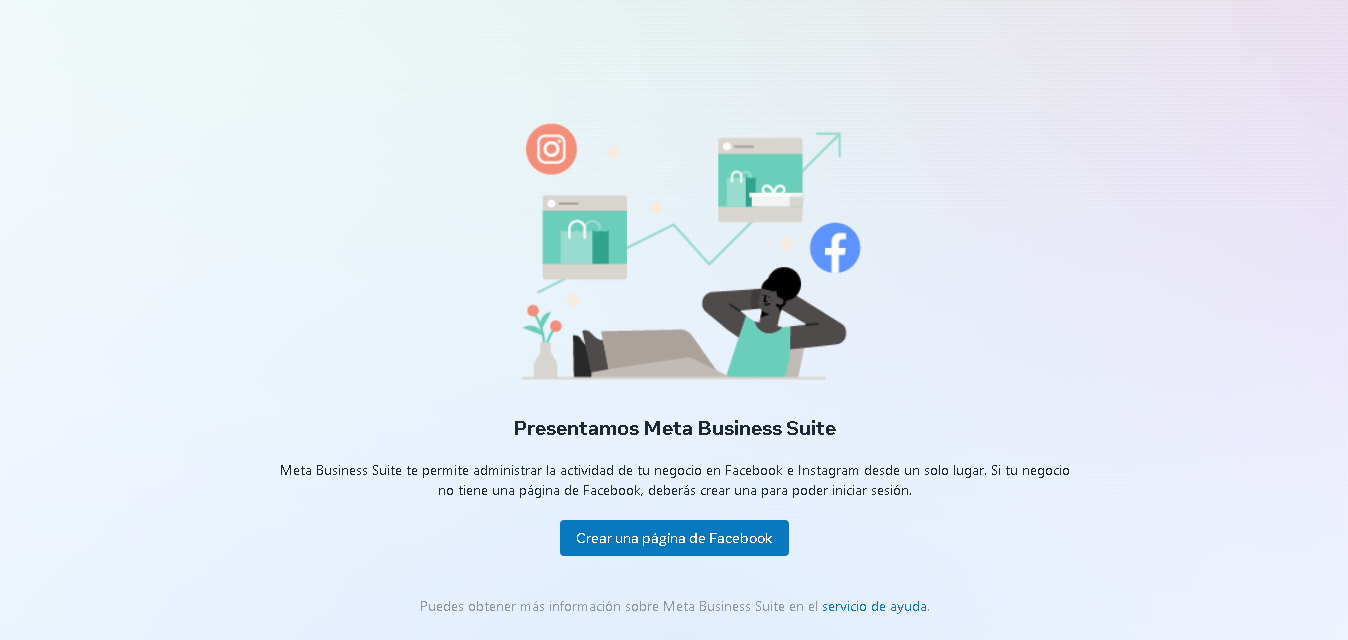 Presentamos Meta Business Suite
Meta Business Suite te permite administrar la actividad de tu negocio en Facebook e Instagram desde un solo lugar. Si tu negocio
no tiene una página de Facebook, deberás crear una para poder iniciar sesión.
Crear una página de Facebook
Puedes obtener más información sobre Meta Business Suite en el servicio de ayuda.